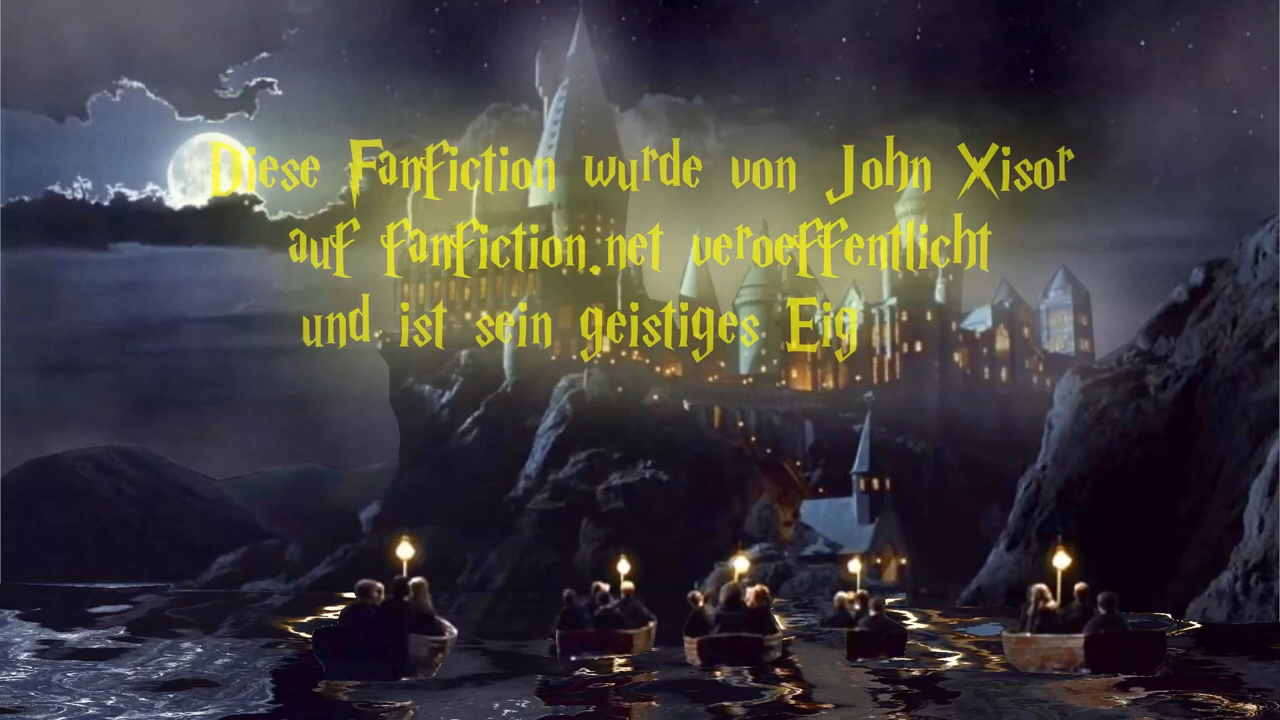 Diese Fanfiction wurde von John Xisor
auf fanfiction.net veroeffentlicht
und ist sein geistiges Eig